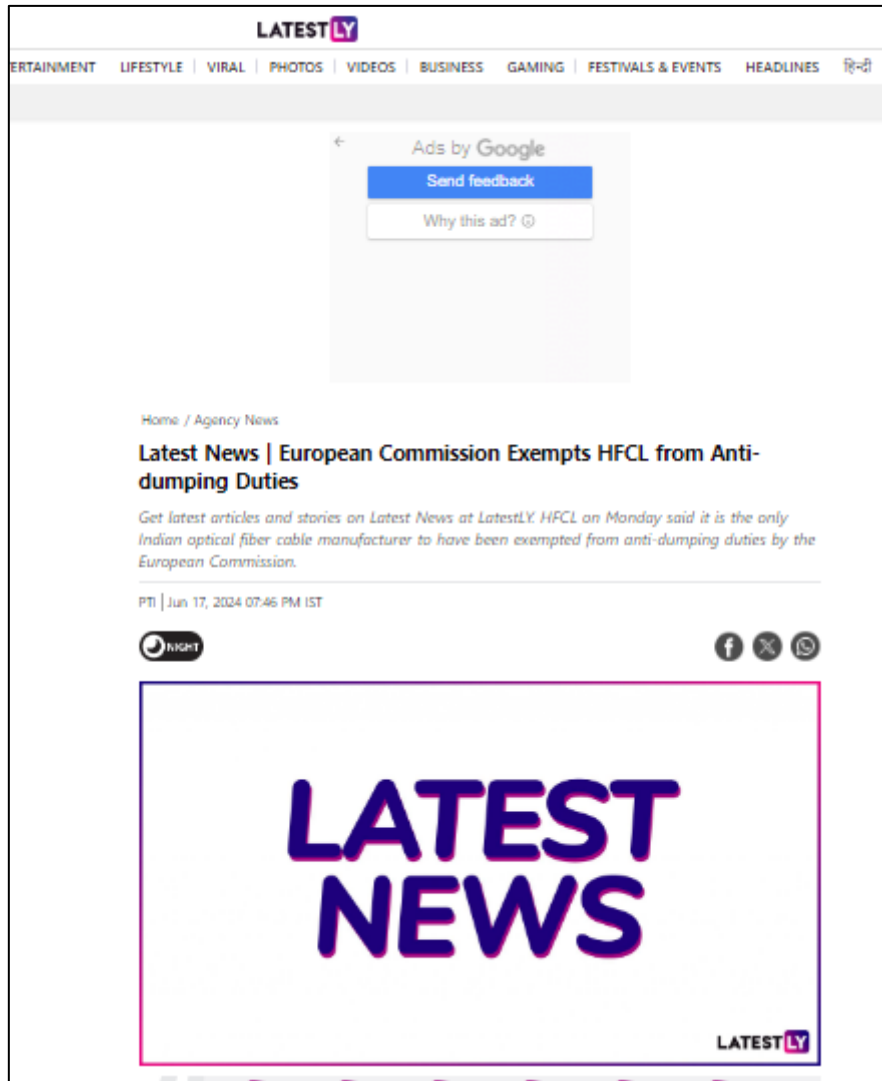 LATESTLY
ERTAINMENT LIFESTYLE VIRAL PHOTOS VIDEOS BUSINESS GAMING FESTIVALS & EVENTS HEADLINES हिन्दी
Ads by Google
Send feedback
Why this ad?
Home / Agency News
Latest News | European Commission Exempts HFCL from Anti-
dumping Duties
Get latest articles and stories on Latest News at LatestLY. HFCL on Monday said it is the only
Indian optical fiber cable manufacturer to have been exempted from anti-dumping duties by the
European Commission.
PTI | Jun 17, 2024 07:46 PM IST
NIGHT
LATEST
NEWS
LATESTLY